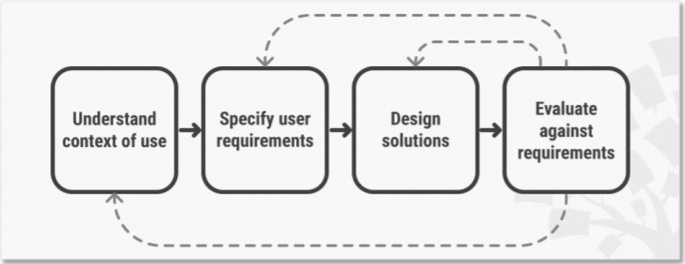 Understand
context of use
Specify user
requirements
Design
solutions
Evaluate
against
requirements